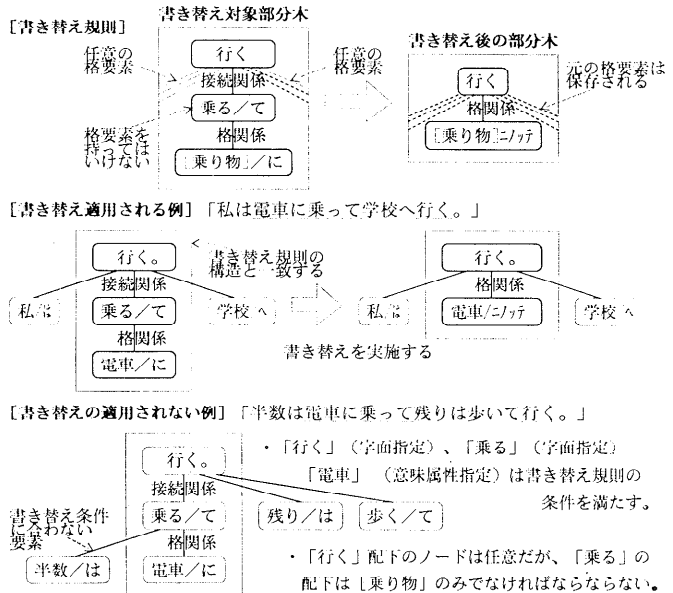 [書き替え規則]
書き替え対象部分木
行く
任意の
格要素
接続関係
任意の
格要素
乗る/て
格要素を
持っては
いけない
格関係
[乗り物]/に
書き替え後の部分木
行く
元の格要素は
保存される
格関係
[乗り物]ニノッテ
[書き替え適用される例]「私は電車に乗って学校へ行く。」
行く。
接続関係
私/は
乗る/て
学校/へ
格関係
電車/に
書き替え規則の
構造と一致する
書き替えを実施する
行く。
格関係
私/は
電車/ニノッテ
学校/へ
[書き替えの適用されない例]「半数は電車に乗って残りは歩いて行く。」
行く。
接続関係
乗る/て
残り/は
歩く/て
書き替え条件
に合わない
要素
格関係
半数/は
電車/に
・「行く」(字面指定)、「乗る」(字面指定)
「電車」 (意味属性指定)は書き替え規則の
条件を満たす。
・「行く」配下のノードは任意だが、「乗る」の
配下は[乗り物]のみでなければならならない。